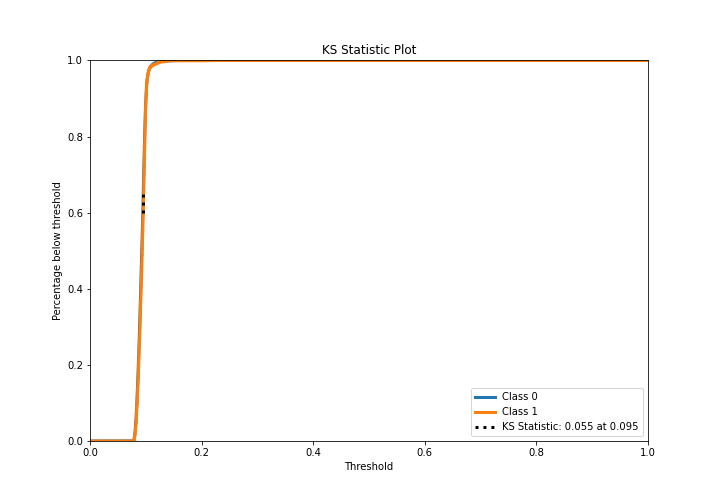 KS Statistic Plot
1.0
0.8
0.6
0.4
0.2
0.0
Percentage below threshold
0.0 0.2 0.4 0.6 0.8 1.0
Threshold
Class 0
Class 1
KS Statistic: 0.055 at 0.095